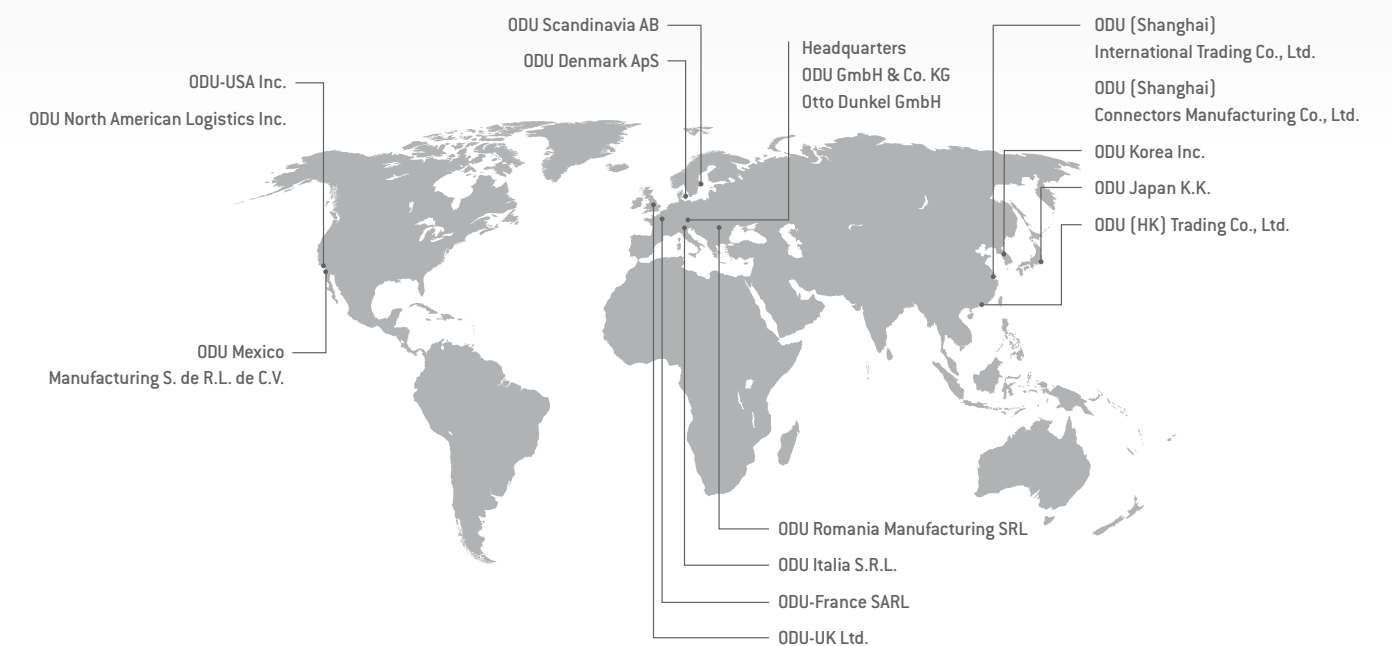 ODU Scandinavia AB
ODU Denmark ApS
ODU-USA Inc.
ODU North American Logistics Inc.
Headquarters
ODU GmbH & Co. KG
Otto Dunkel GmbH
ODU (Shanghai)
International Trading Co., Ltd.
ODU (Shanghai)
Connectors Manufacturing Co., Ltd.
ODU Korea Inc.
ODU Japan K.K.
ODU (HK) Trading Co., Ltd.
ODU Mexico
Manufacturing S. de R.L. de C.V.
ODU Romania Manufacturing SRL
ODU Italia S.R.L.
ODU-France SARL
ODU-UK Ltd.